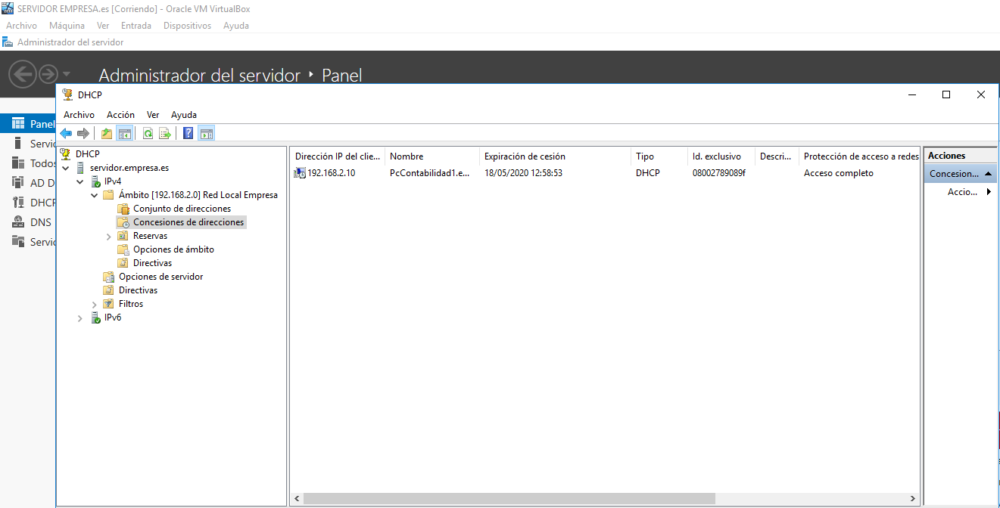 SERVIDOR EMPRESA.es [Corriendo] - Oracle VM VirtualBox
Archivo Máquina Ver Entrada Dispositivos Ayuda
Administrador del servidor
Administrador del servidor ‣ Panel
DHCP
Archivo Acción Ver Ayuda
Panel
Servic
Todos
AD D
DHCP
DNS
Servic
DHCP
servidor.empresa.es
IPv4
Ámbito [192.168.2.0] Red Local Empresa
Conjunto de direcciones
Concesiones de direcciones
Reservas
Opciones de ámbito
Directivas
Opciones de servidor
Directivas
Filtros
IPv6
Dirección IP del clie... Nombre Expiración de cesión Tipo Id. exclusivo Descri... Protección de acceso a redes
192.168.2.10 PcContabilidad1.e... 18/05/2020 12:58:53 DHCP 08002789089f Acceso completo
Acciones
Concesion...
Accio...